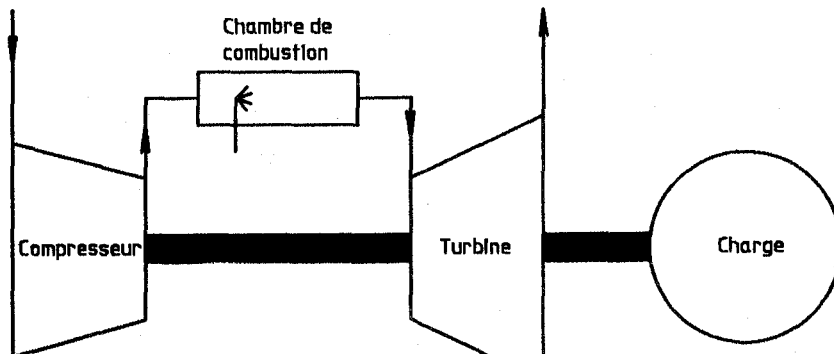 Chambre de
combustion
Compresseur
Turbine
Charge